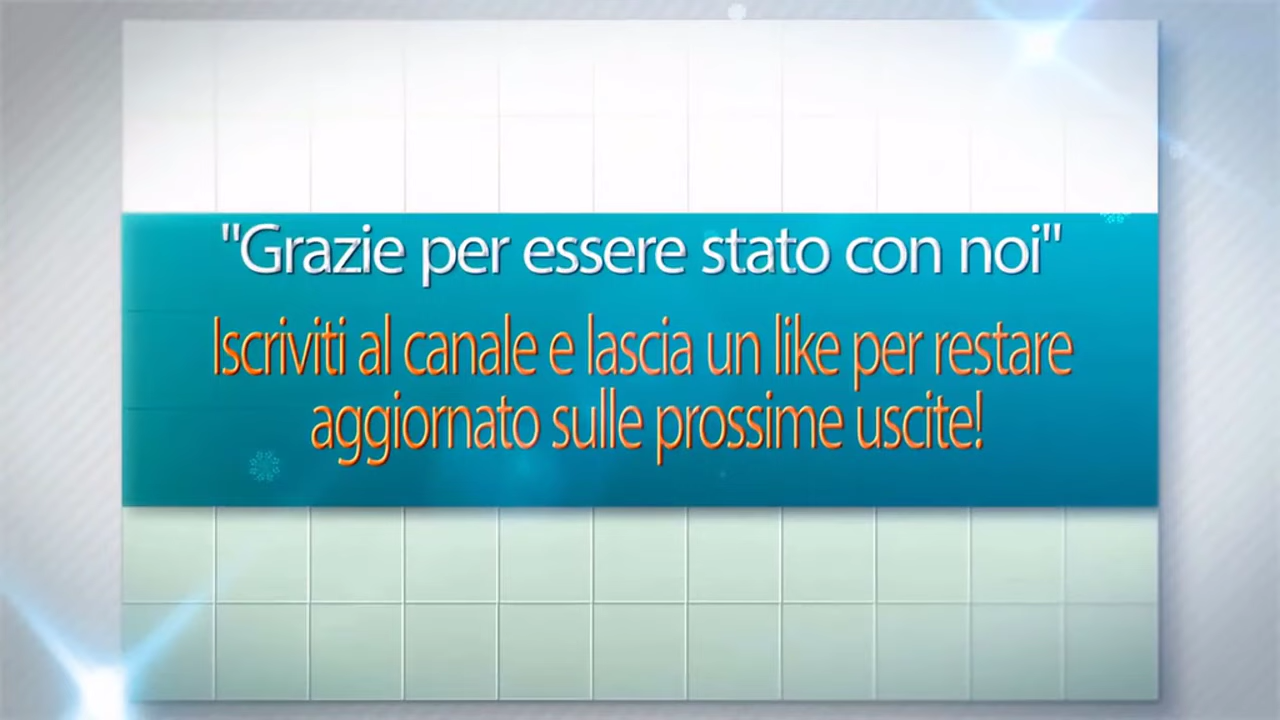 "Grazie per essere stato con noi"
Iscriviti al canale e lascia un like per restare
aggiornato sulle prossime uscite!